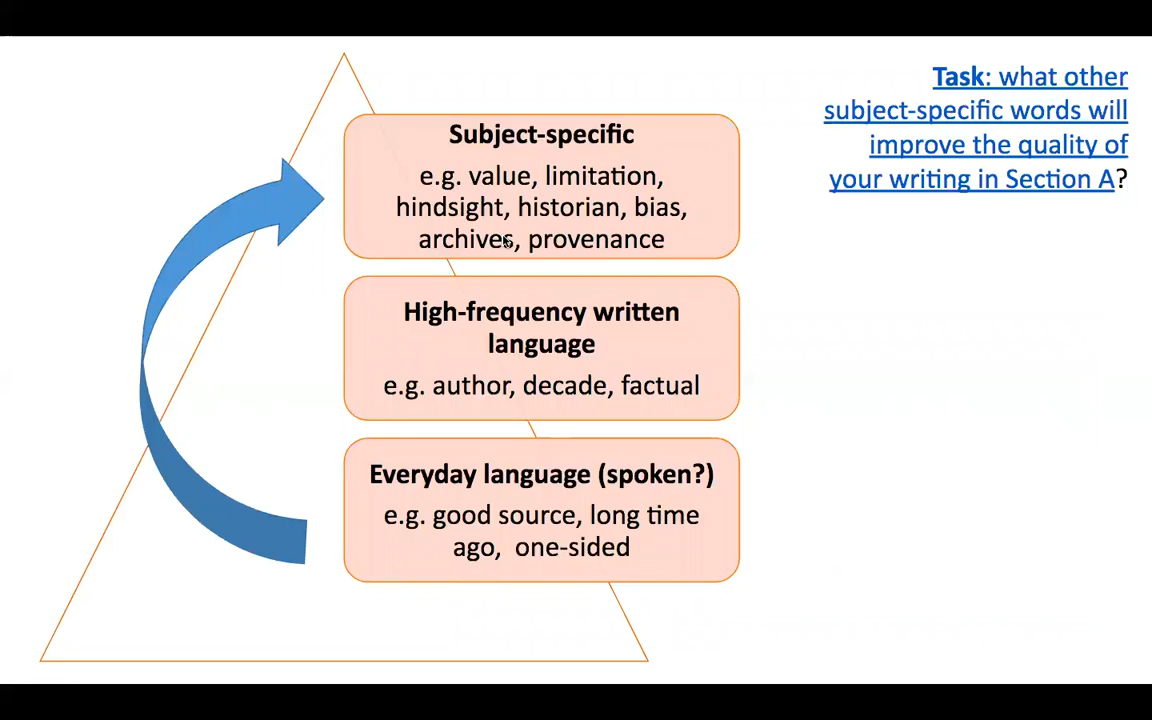 Task: what other
subject-specific words will
improve the quality of
your writing in Section A?
Subject-specific
e.g. value, limitation,
hindsight, historian, bias,
archives, provenance
High-frequency written
language
e.g. author, decade, factual
Everyday language (spoken?)
e.g. good source, long time
ago, one-sided